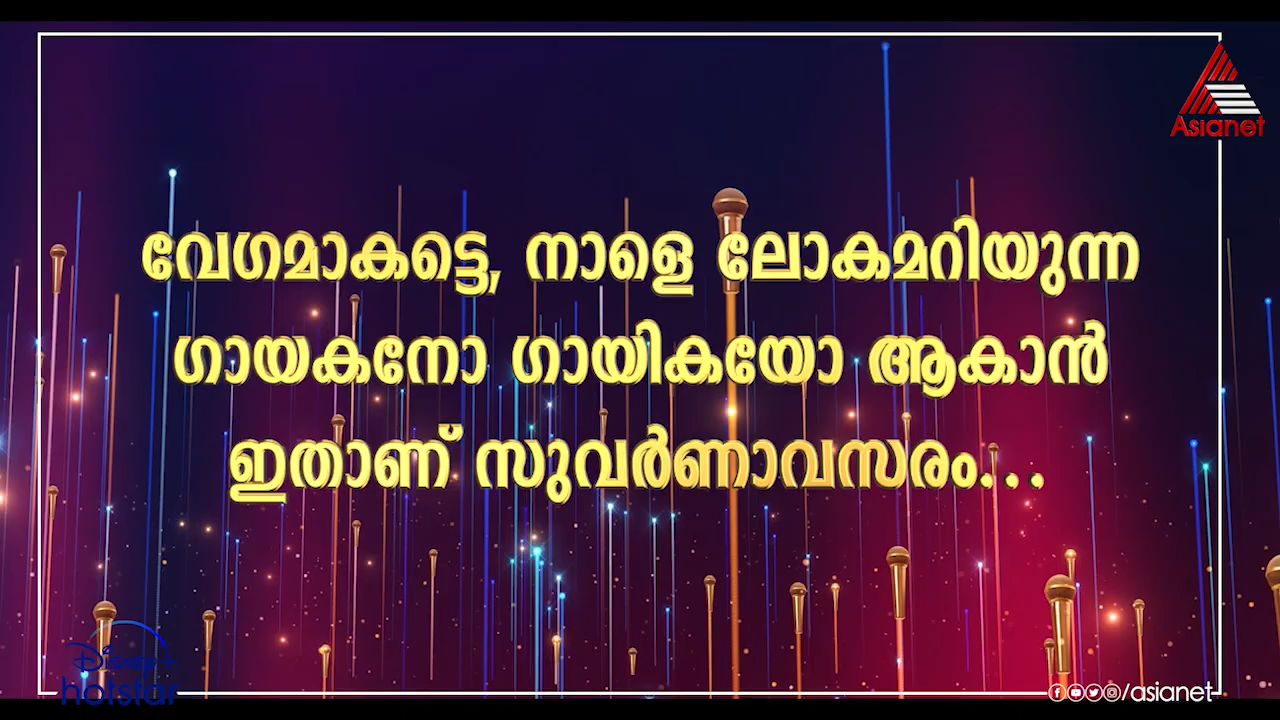 Asianet
വേഗമാകട്ടെ, നാളെ ലോകമറിയുന്ന
ഗായകനോ ഗായികയോ ആകാൻ
ഇതാണ് സുവർണാവസരം...
Disney+
hotstar
/asianet